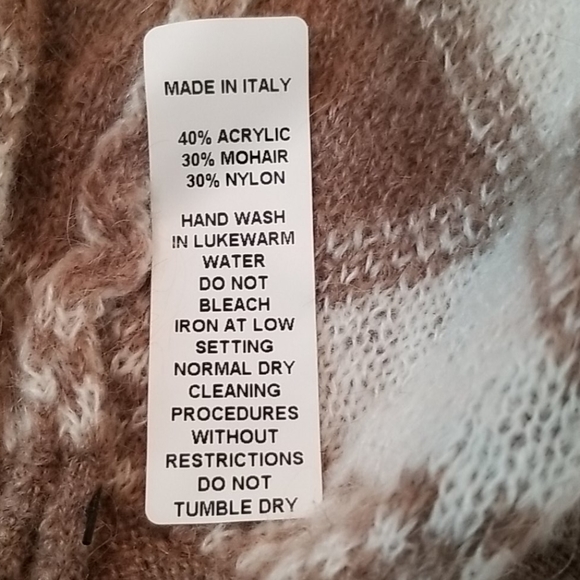 MADE IN ITALY
40% ACRYLIC
30% MOHAIR
30% NYLON
HAND WASH
IN LUKEWARM
WATER
DO NOT
BLEACH
IRON AT LOW
SETTING
NORMAL DRY
CLEANING
PROCEDURES
WITHOUT
RESTRICTIONS
DO NOT
TUMBLE DRY